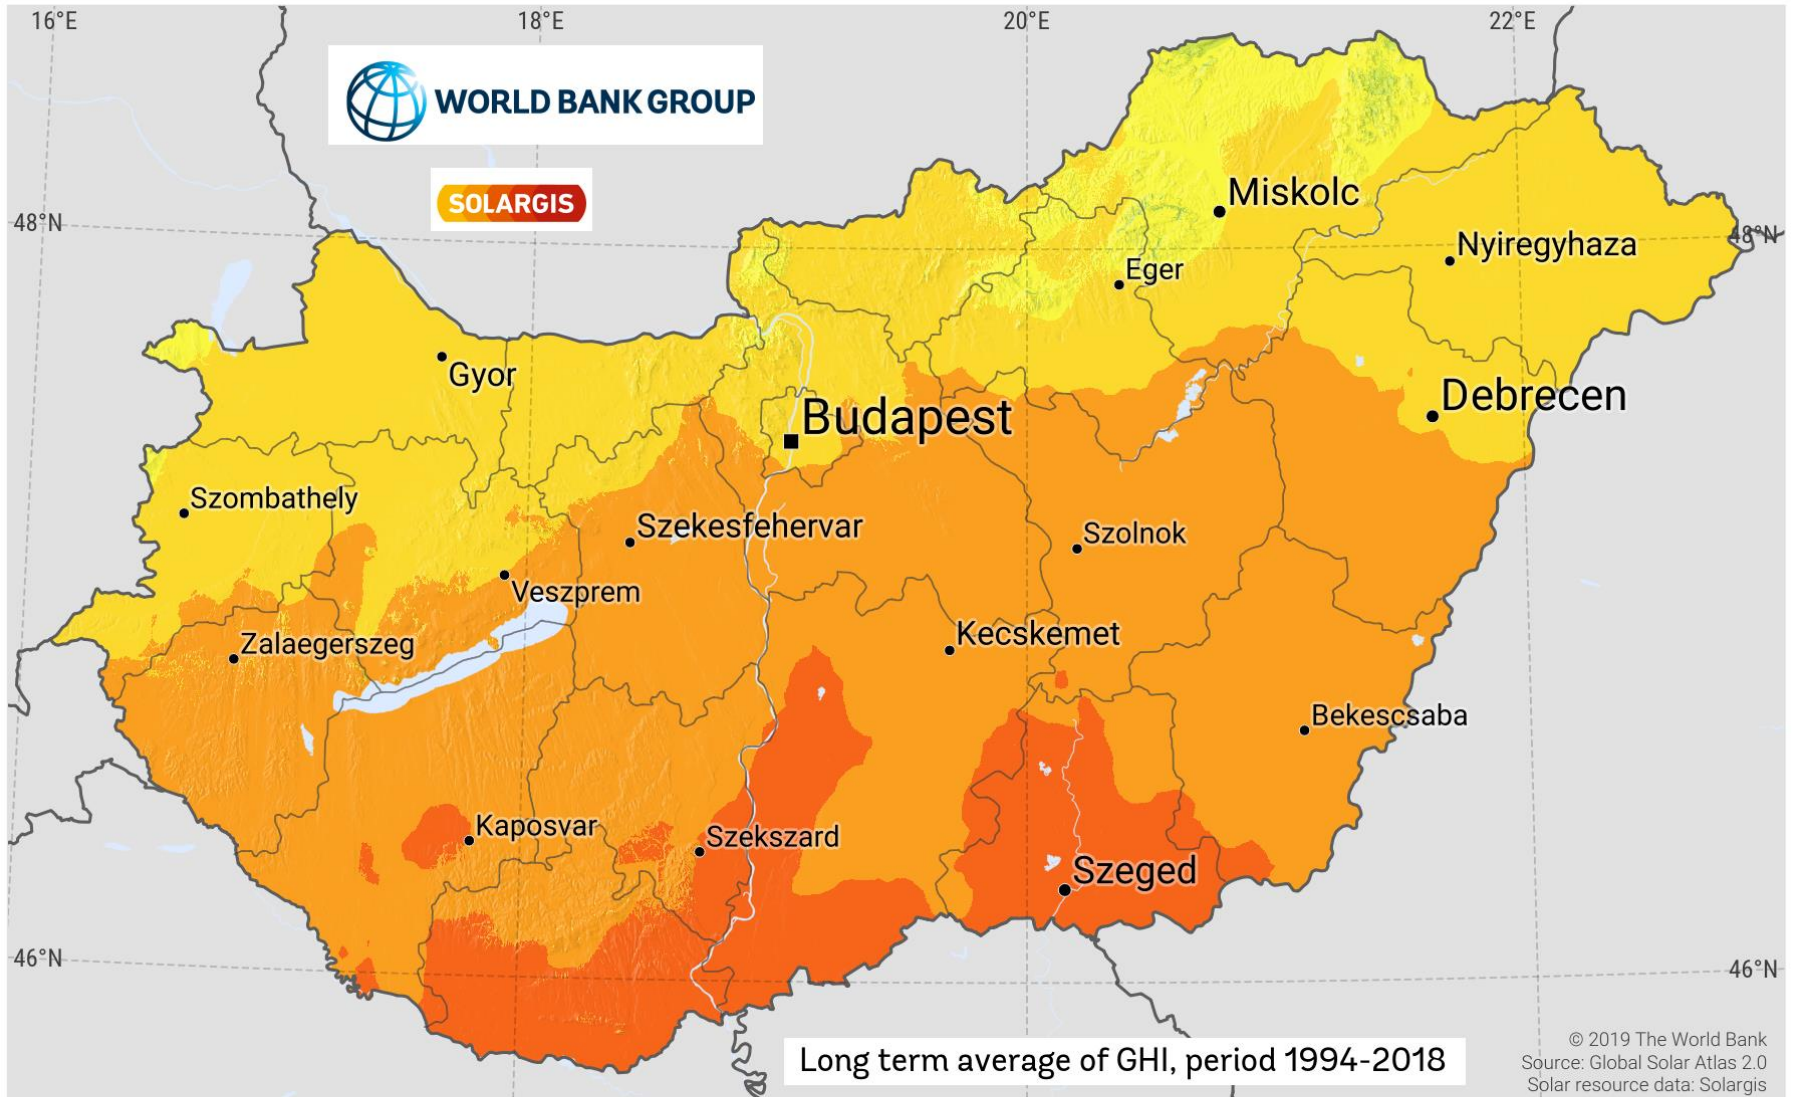 16°E
18°E
20°E
22°E
WORLD BANK GROUP
SOLARGIS
48°N
48°N
Miskolc
Nyiregyhaza
Eger
Gyor
Debrecen
Budapest
Szombathely
Szekesfehervar
Szolnok
Veszprem
Zalaegerszeg
Kecskemet
Bekescsaba
Kaposvar
Szekszard
Szeged
46°N
46°N
Long term average of GHI, period 1994-2018
© 2019 The World Bank
Source: Global Solar Atlas 2.0
Solar resource data: Solargis